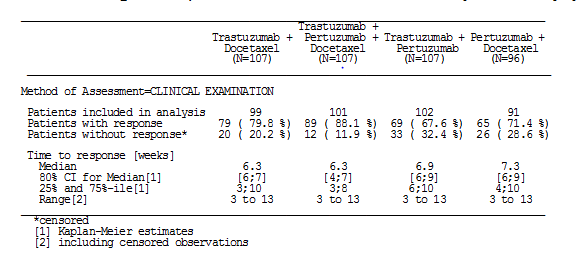 Trastuzumab +
Trastuzumab + Pertuzumab + Trastuzumab + Pertuzumab +
Docetaxel Docetaxel Pertuzumab Docetaxel
(N=107) (N=107) (N=107) (N=96)
Method of Assessment=CLINICAL EXAMINATION
Patients included in analysis 99 101 102 91
Patients with response 79 ( 79.8 %) 89 ( 88.1 %) 69 ( 67.6 %) 65 ( 71.4 %)
Patients without response* 20 ( 20.2 %) 12 ( 11.9 %) 33 ( 32.4 %) 26 ( 28.6 %)
Time to response [weeks]
Median 6.3 6.3 6.9 7.3
80% CI for Median[1] [6;7] [4;7] [6;9] [6;9]
25% and 75%-ile[1] 3;10 3;8 6;10 4;10
Range[2] 3 to 13 3 to 13 3 to 13 3 to 13
*censored
[1] Kaplan-Meier estimates
[2] including censored observations